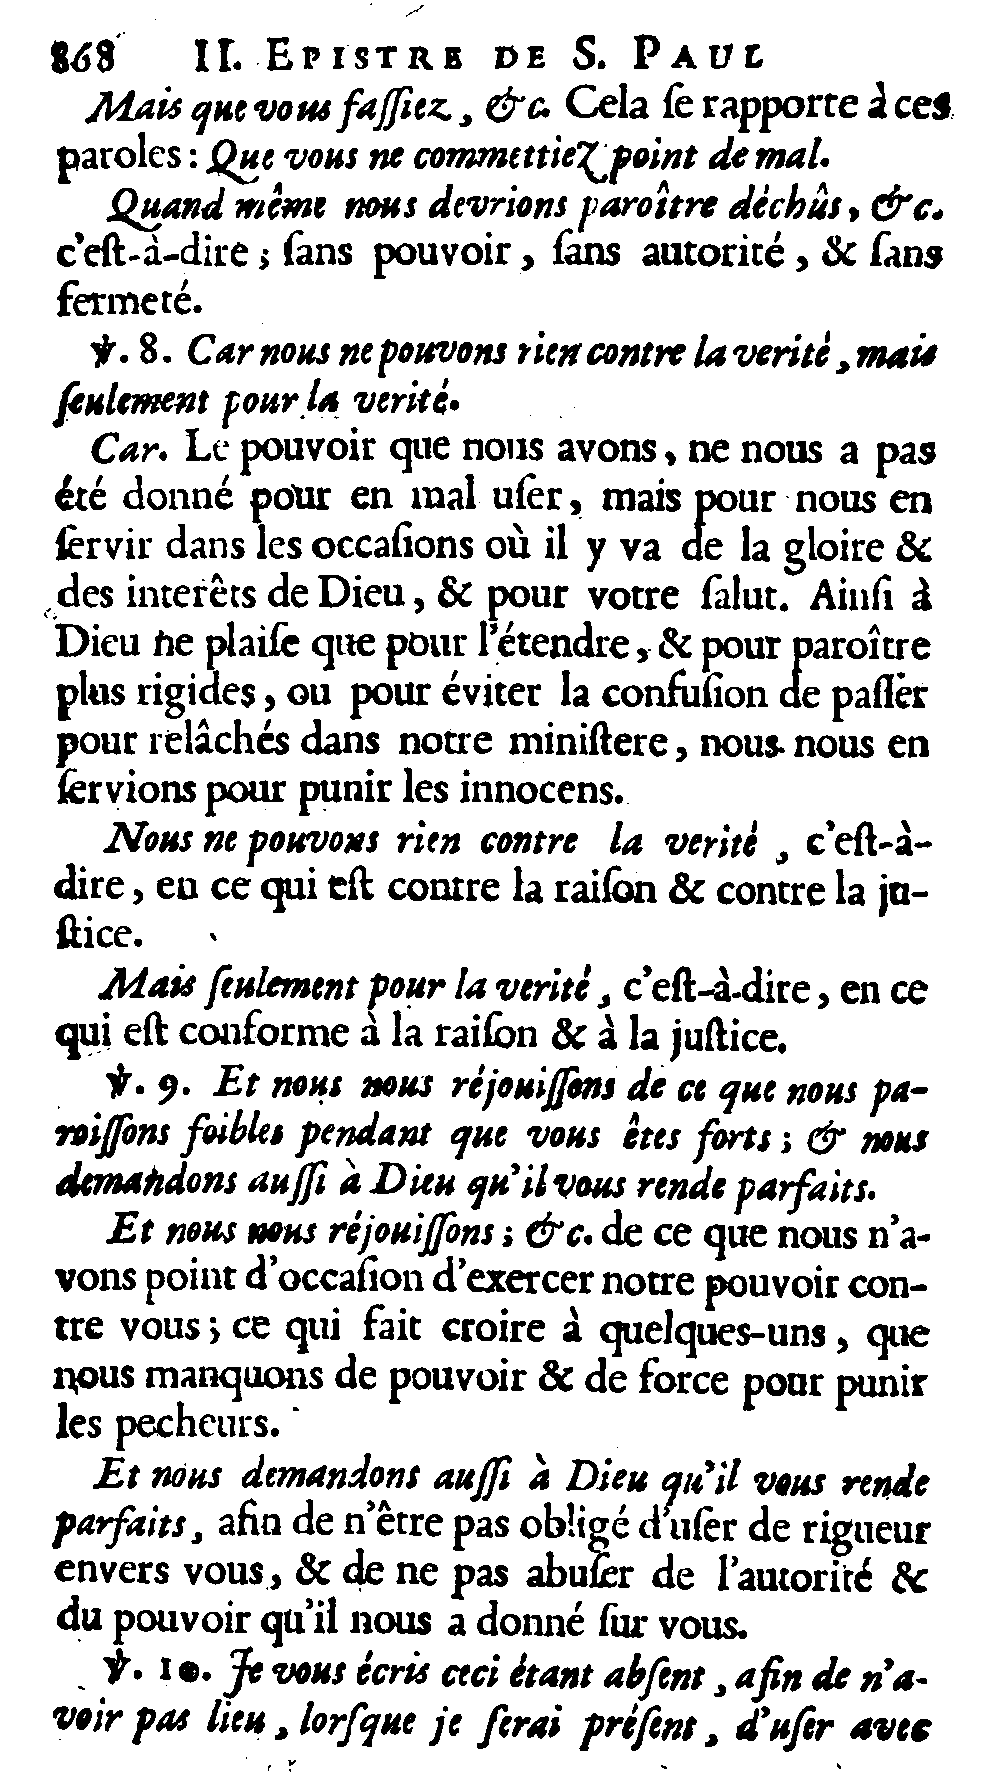 868 II. EPISTRE DE S. PAUL
Mais que vous faſſiez, &c. Cela ſe rapporte à ces
paroles : Que vous ne commettiez point de mal.
Quand même nous devrions paroître déchûs, &c.
c'eſt-à-dire ; ſans pouvoir, ſans autorité, & ſans
fermeté.
℣. 8. Car nous ne pouvons rien contre la verité, mais
ſeulement pour la verité.
Car. Le pouvoir que nous avons, ne nous a pas
été donné pour en mal uſer, mais pour nous en
ſervir dans les occaſions où il y va de la gloire &
des interêts de Dieu, & pour votre ſalut. Ainſi à
Dieu ne plaiſe que pour l'étendre, & pour paroître
plus rigides, ou pour éviter la confuſion de paſſer
pour relâchés dans notre miniſtere, nous nous en
ſervions pour punir les innocens.
Nous ne pouvons rien contre la verité, c'eſt-à-
dire, en ce qui eſt contre la raiſon & contre la ju-
ſtice.
Mais ſeulement pour la verité, c'eſt-à-dire, en ce
qui eſt conforme à la raiſon & à la juſtice.
℣. 9. Et nous nous réjouiſſons de ce que nous pa-
roiſſons foibles pendant que vous êtes forts ; & nous
demandons auſſi à Dieu qu'il vous rende parfaits.
Et nous nous réjouiſſons ; &c. de ce que nous n'a-
vons point d'occaſion d'exercer notre pouvoir con-
tre vous ; ce qui fait croire à quelques-uns, que
nous manquons de pouvoir & de force pour punir
les pecheurs.
Et nous demandons auſſi à Dieu qu'il vous rende
parfaits, afin de n'être pas obligé d'uſer de rigueur
envers vous, & de ne pas abuſer de l'autorité &
du pouvoir qu'il nous a donné ſur vous.
℣. 10. Je vous écris ceci étant abſent, afin de n'a-
voir pas lieu, lorſque je ſerai préſent, d'uſer avec